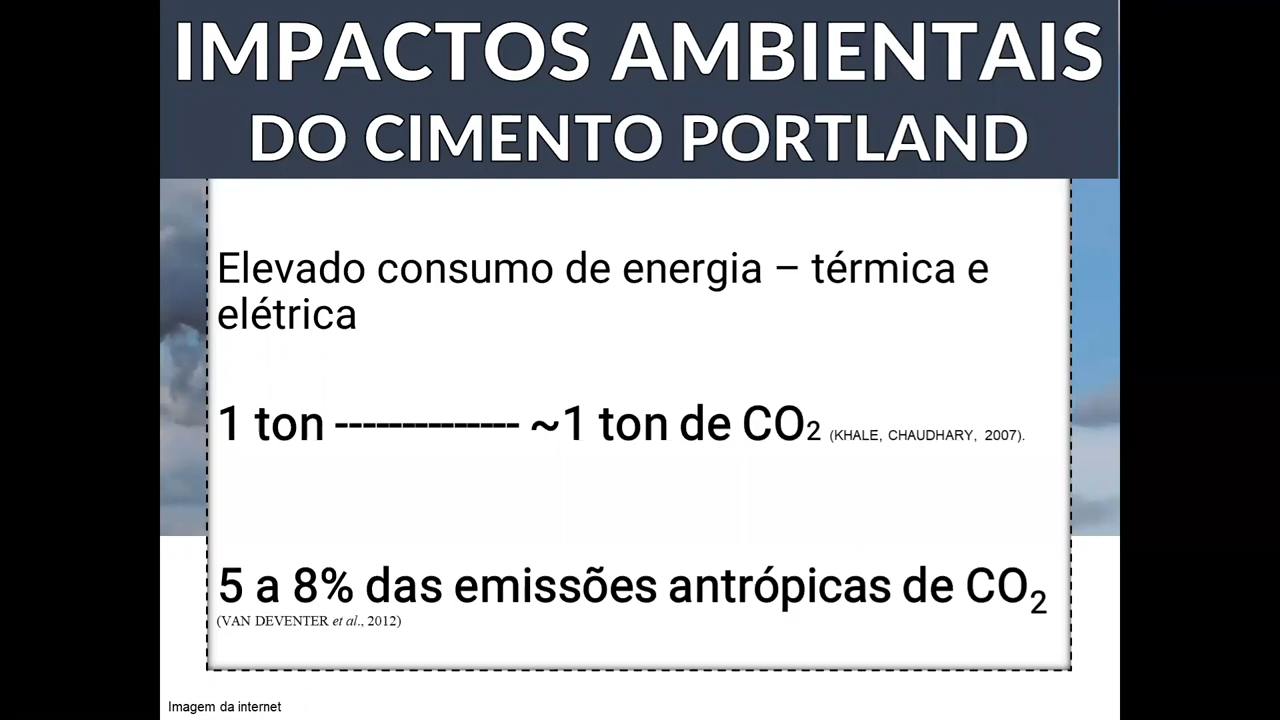 IMPACTOS AMBIENTAIS
DO CIMENTO PORTLAND
Elevado consumo de energia – térmica e
elétrica
1 ton -------------- ~1 ton de CO₂ (KHALE, CHAUDHARY, 2007).
5 a 8% das emissões antrópicas de CO₂
(VAN DEVENTER et al., 2012)
Imagem da internet